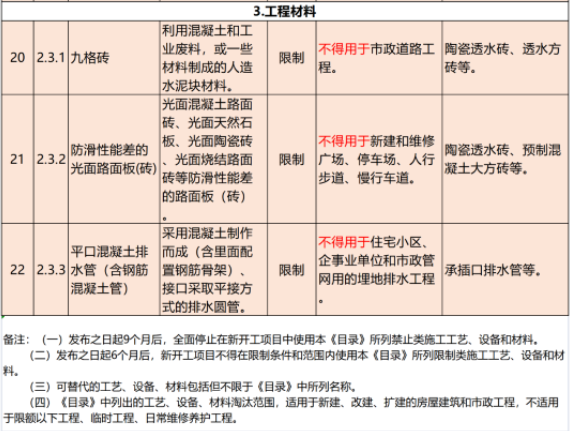 3.工程材料
20
2.3.1
九格砖
利用混凝土和工
业废料，或一些
材料制成的人造
水泥块材料。
限制
不得用于市政道路工
程。
陶瓷透水砖、透水方
砖等。
21
2.3.2
防滑性能差的
光面路面板(砖)
光面混凝土路面
砖、光面天然石
板、光面陶瓷砖
、光面烧结路面
砖等防滑性能差
的路面板（砖）
。
限制
不得用于新建和维修
广场、停车场、人行
步道、慢行车道。
陶瓷透水砖、预制混
凝土大方砖等。
22
2.3.3
平口混凝土排
水管（含钢筋
混凝土管）
采用混凝土制作
而成（含里面配
置钢筋骨架）、
接口采取平接方
式的排水圆管。
限制
不得用于住宅小区、
企事业单位和市政管
网用的埋地排水工程
。
承插口排水管等。
备注：（一）发布之日起9个月后，全面停止在新开工项目中使用本《目录》所列禁止类施工工艺、设备和材料。
（二）发布之日起6个月后，新开工项目不得在限制条件和范围内使用本《目录》所列限制类施工工艺、设备和材
料。
（三）可替代的工艺、设备、材料包括但不限于《目录》中所列名称。
（四）《目录》中列出的工艺、设备、材料淘汰范围，适用于新建、改建、扩建的房屋建筑和市政工程，不适用
于限额以下工程、临时工程、日常维修养护工程。